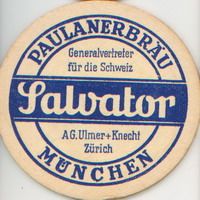 PAULANERBRÄU
Generalvertreter
für die Schweiz
Salvator
A G. Ulmer + Knecht
Zürich
MÜNCHEN